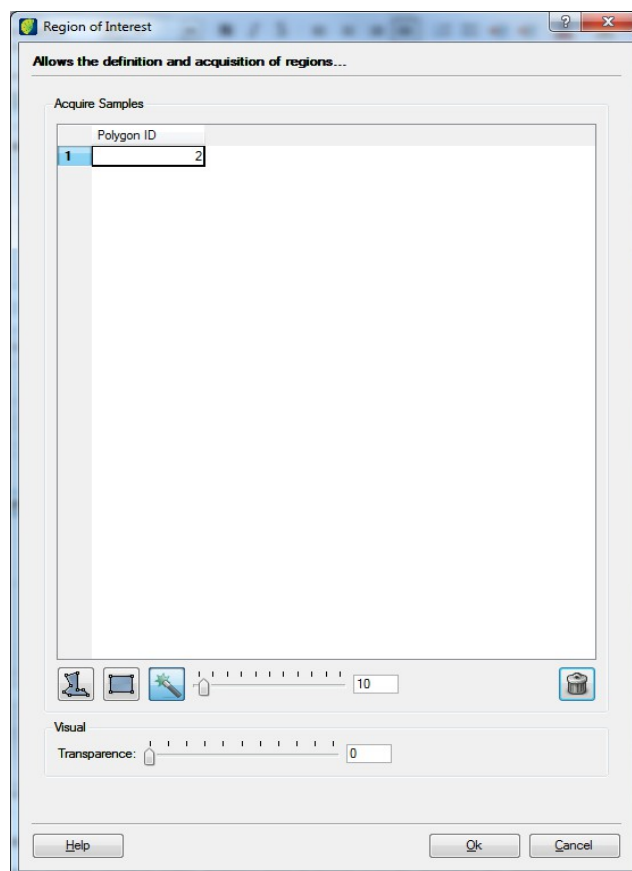 Region of Interest
Allows the definition and acquisition of regions...
Acquire Samples
Polygon ID
1 2
10
Visual
Transparence: 0
Help Ok Cancel